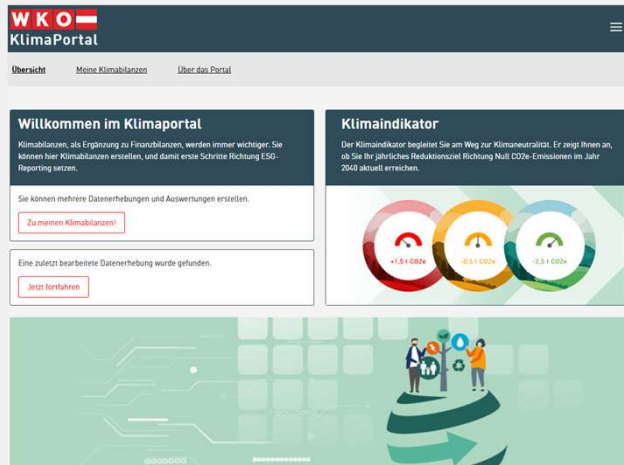 WKO
KlimaPortal
Übersicht
Meine Klimabilanzen
Über das Portal
Willkommen im Klimaportal
Klimabilanzen, als Ergänzung zu Finanzbilanzen, werden immer wichtiger. Sie
können hier Klimabilanzen erstellen, und damit erste Schritte Richtung ESG-
Reporting setzen.
Sie können mehrere Datenerhebungen und Auswertungen erstellen.
Zu meinen Klimabilanzen!
Eine zuletzt bearbeitete Datenerhebung wurde gefunden.
Jetzt fortfahren
Klimaindikator
Der Klimaindikator begleitet Sie am Weg zur Klimaneutralität. Er zeigt Ihnen an,
ob Sie Ihr jährliches Reduktionsziel Richtung Null CO2e-Emissionen im Jahr
2040 aktuell erreichen.
+1,5 t CO2e
-0,5 t CO2e
-2,5 t CO2e